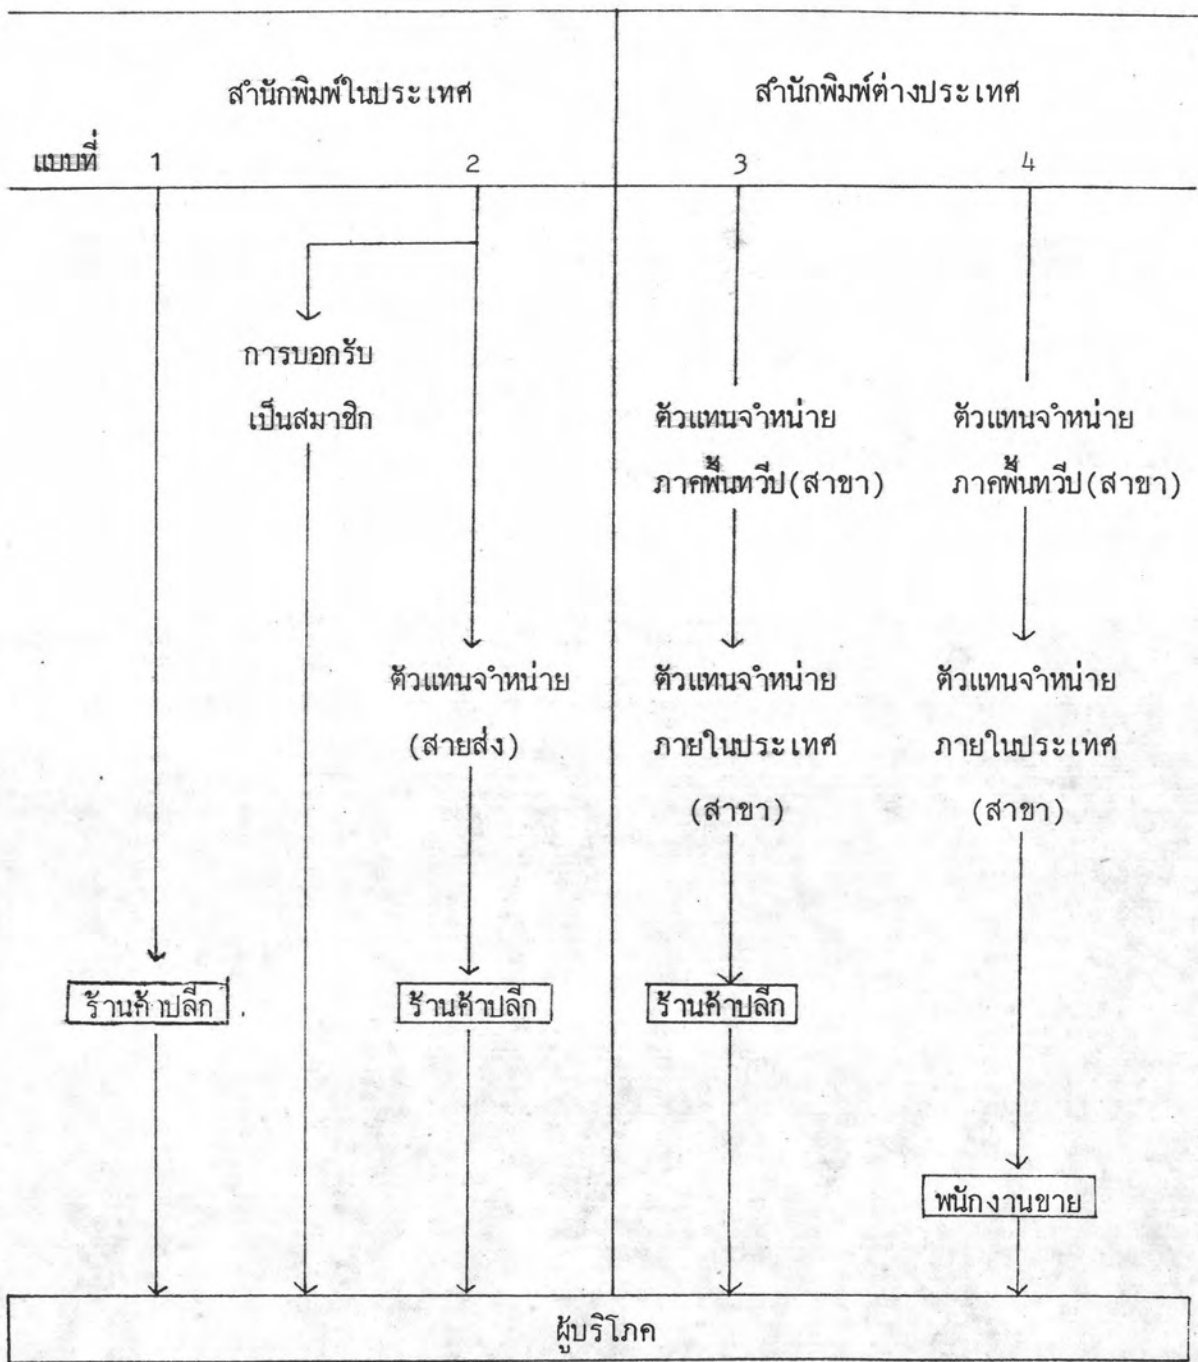 สำนักพิมพ์ในประเทศ สำนักพิมพ์ต่างประเทศ
แบบที่ 1 2 3 4
การบอกรับ
เป็นสมาชิก
ตัวแทนจำหน่าย ตัวแทนจำหน่าย
ภาคพื้นทวีป(สาขา) ภาคพื้นทวีป(สาขา)
ตัวแทนจำหน่าย ตัวแทนจำหน่าย ตัวแทนจำหน่าย
(สายส่ง) ภายในประเทศ ภายในประเทศ
(สาขา) (สาขา)
ร้านค้าปลีก ร้านค้าปลีก ร้านค้าปลีก
พนักงานขาย
ผู้บริโภค